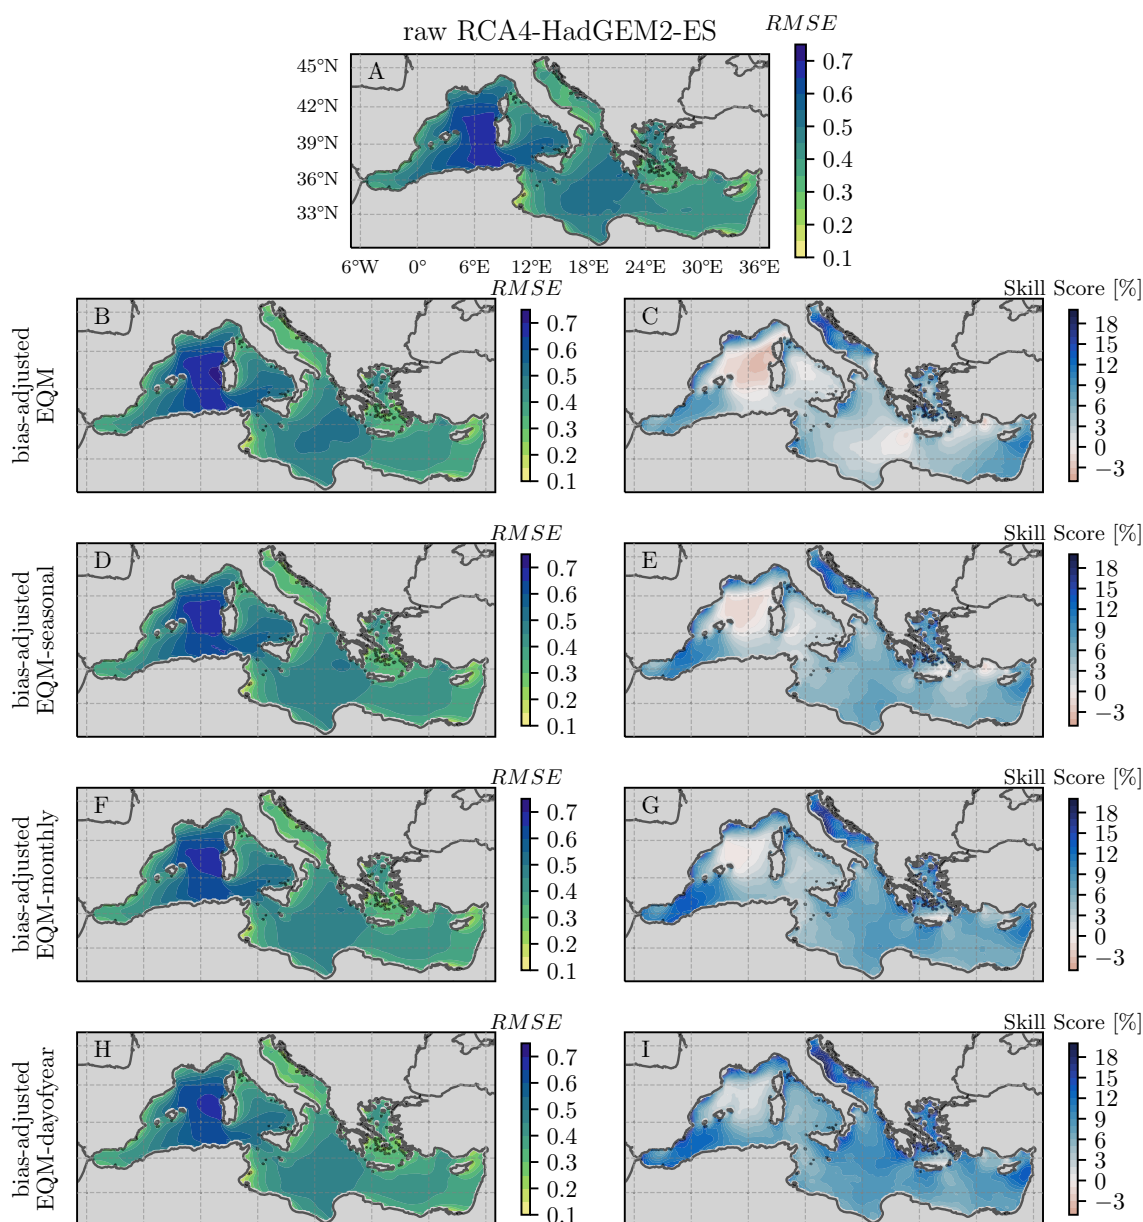 raw RCA4-HadGEM2-ES
RMSE
A
45°N
42°N
39°N
36°N
33°N
6°W 0° 6°E 12°E 18°E 24°E 30°E 36°E
0.7
0.6
0.5
0.4
0.3
0.2
0.1
bias-adjusted
EQM
B
RMSE
0.7
0.6
0.5
0.4
0.3
0.2
0.1
C
Skill Score [%]
18
15
12
9
6
3
0
−3
bias-adjusted
EQM-seasonal
D
RMSE
0.7
0.6
0.5
0.4
0.3
0.2
0.1
E
Skill Score [%]
18
15
12
9
6
3
0
−3
bias-adjusted
EQM-monthly
F
RMSE
0.7
0.6
0.5
0.4
0.3
0.2
0.1
G
Skill Score [%]
18
15
12
9
6
3
0
−3
bias-adjusted
EQM-dayofyear
H
RMSE
0.7
0.6
0.5
0.4
0.3
0.2
0.1
I
Skill Score [%]
18
15
12
9
6
3
0
−3